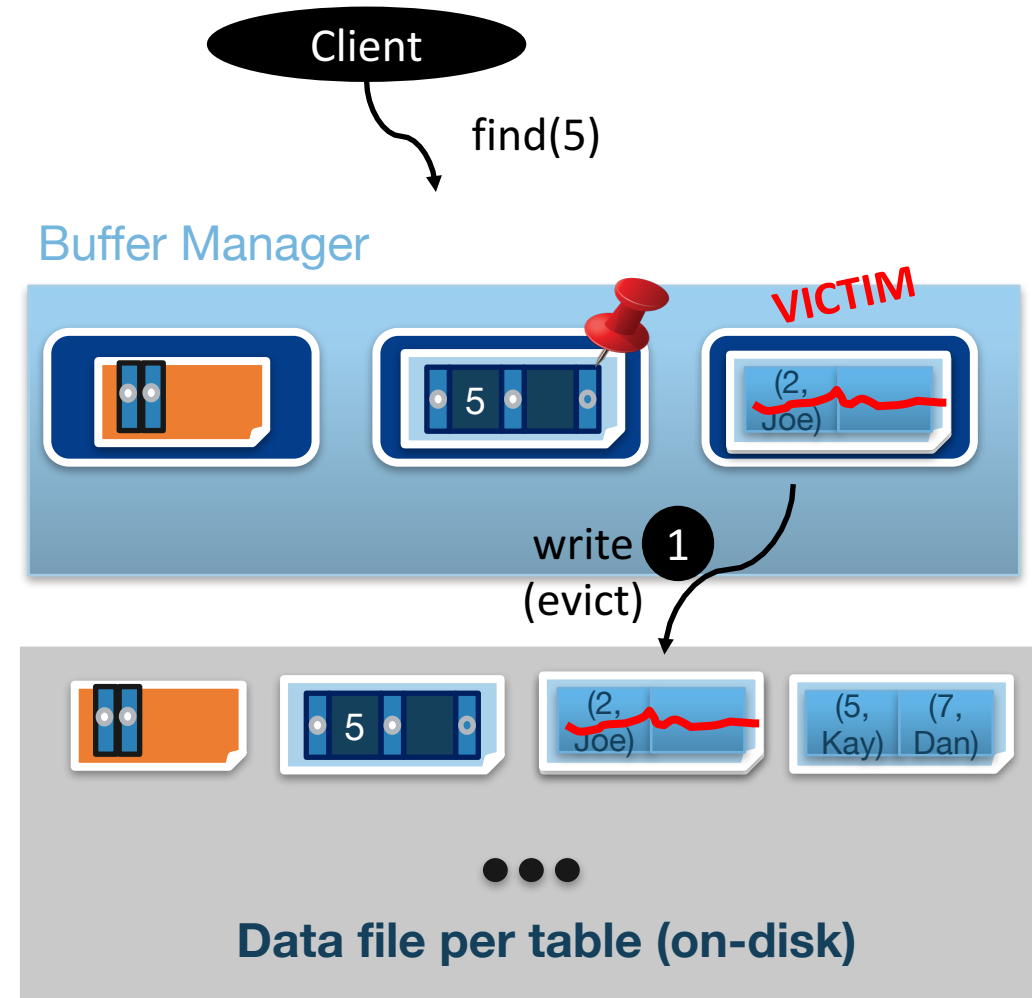 Client
find(5)
Buffer Manager
VICTIM
5
(2,
Joe)
write 1
(evict)
5
(2,
Joe)
(5,
Kay)
(7,
Dan)
Data file per table (on-disk)